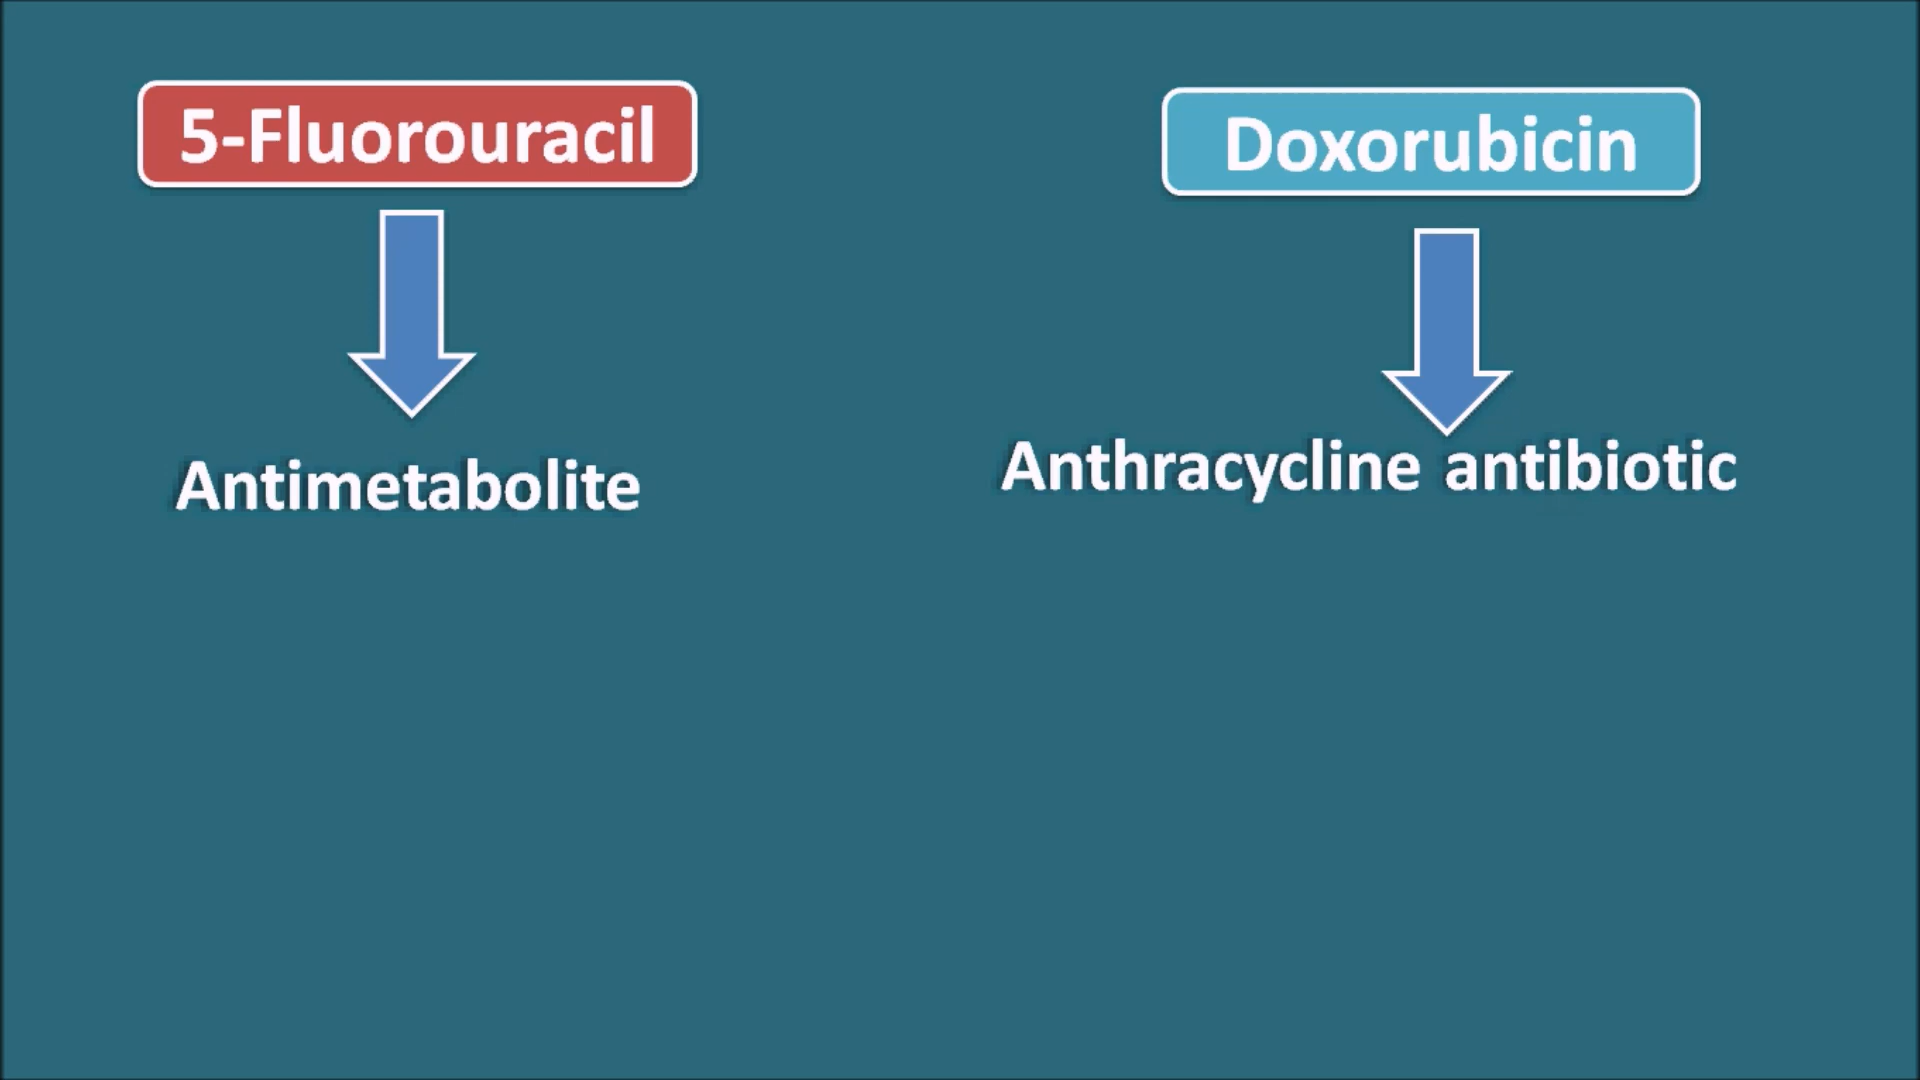 5-Fluorouracil
Doxorubicin
Antimetabolite
Anthracycline antibiotic